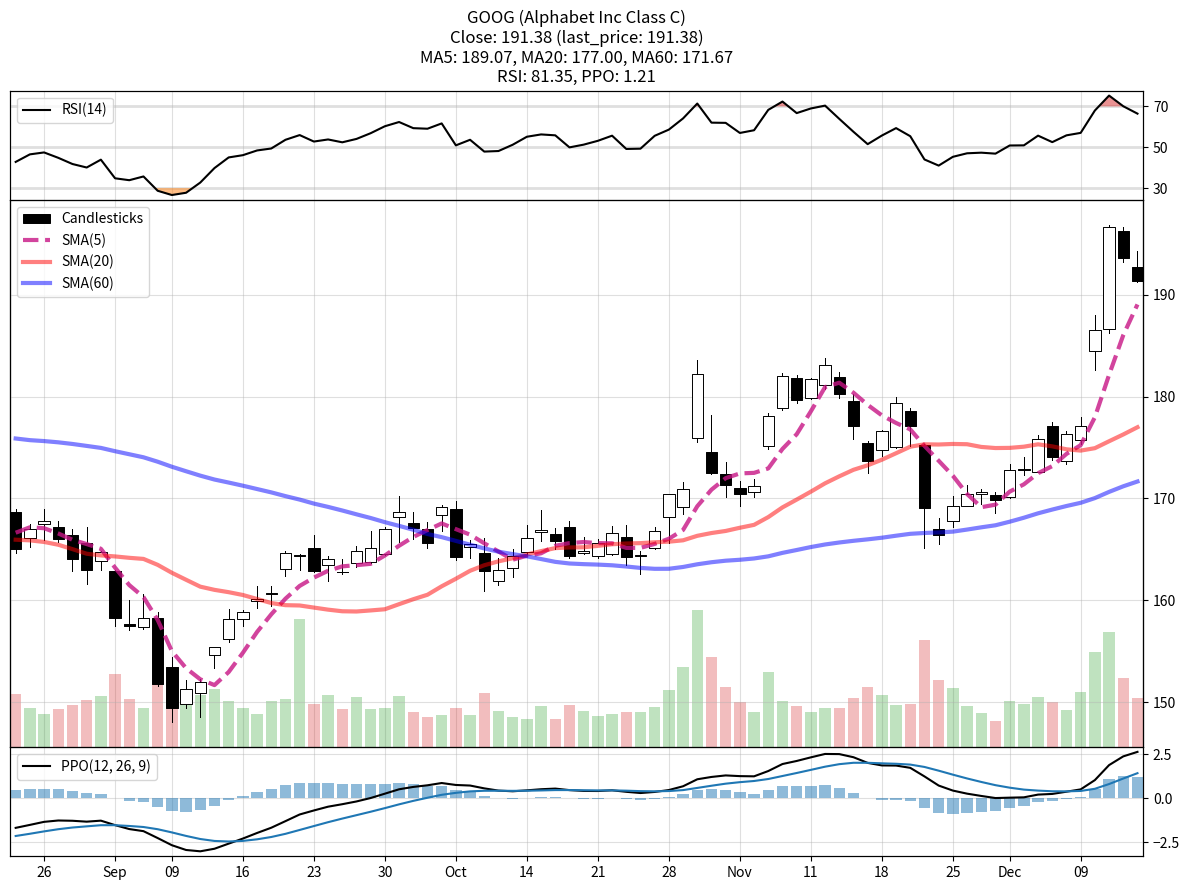 GOOG (Alphabet Inc Class C)
Close: 191.38 (last_price: 191.38)
MA5: 189.07, MA20: 177.00, MA60: 171.67
RSI: 81.35, PPO: 1.21
RSI(14)
70
50
30
Candlesticks
SMA(5)
SMA(20)
SMA(60)
190
180
170
160
150
PPO(12, 26, 9)
2.5
0.0
−2.5
26 Sep 09 16 23 30 Oct 14 21 28 Nov 11 18 25 Dec 09